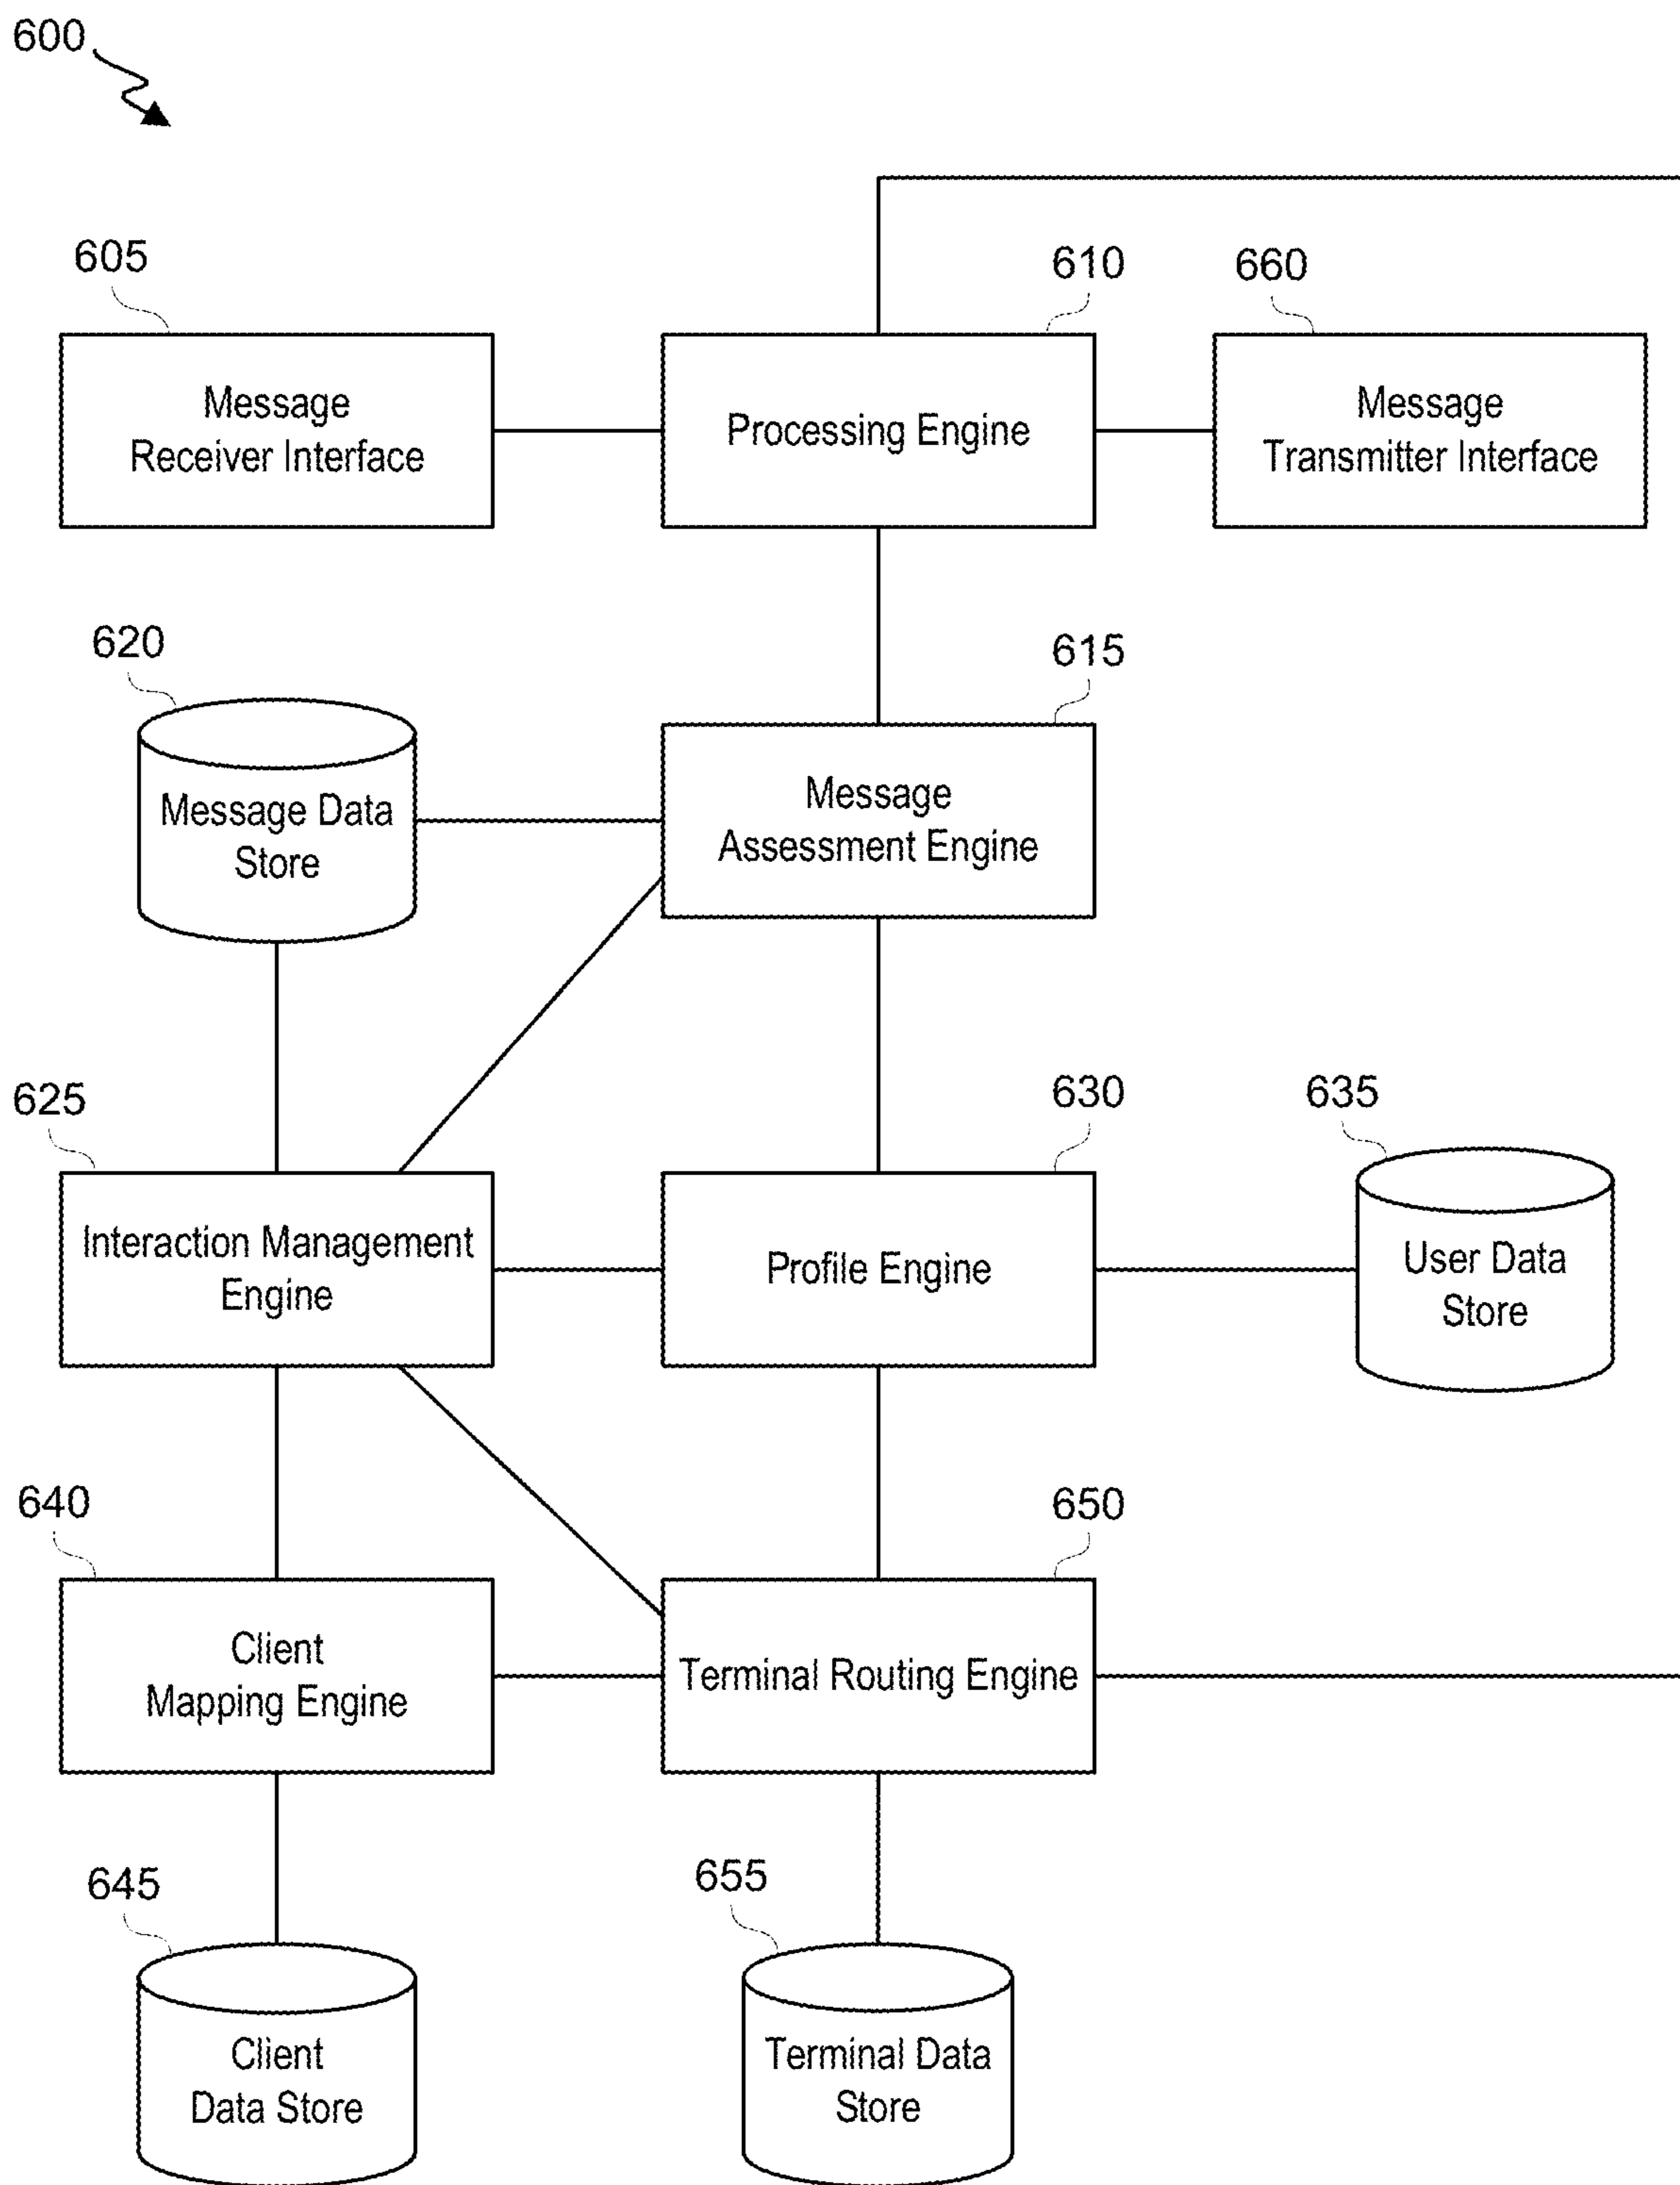 600
605
610
660
Message
Receiver Interface
Processing Engine
Message
Transmitter Interface
620
615
Message Data
Store
Message
Assessment Engine
625
630
635
Interaction Management
Engine
Profile Engine
User Data
Store
640
650
Client
Mapping Engine
Terminal Routing Engine
645
655
Client
Data Store
Terminal Data
Store